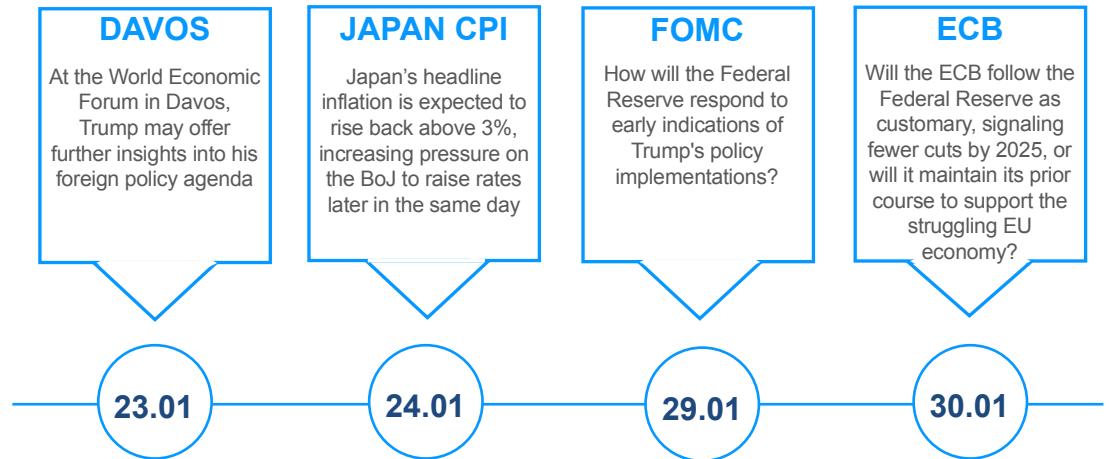 DAVOS
At the World Economic
Forum in Davos,
Trump may offer
further insights into his
foreign policy agenda
JAPAN CPI
Japan’s headline
inflation is expected to
rise back above 3%,
increasing pressure on
the BoJ to raise rates
later in the same day
FOMC
How will the Federal
Reserve respond to
early indications of
Trump's policy
implementations?
ECB
Will the ECB follow the
Federal Reserve as
customary, signaling
fewer cuts by 2025, or
will it maintain its prior
course to support the
struggling EU
economy?
23.01
24.01
29.01
30.01